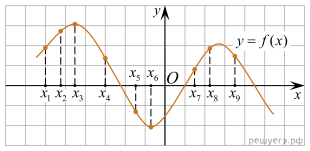 y
y = f(x)
x₅ x₆ O
x₁ x₂ x₃ x₄ x₇ x₈ x₉ x
решуегэ.рф